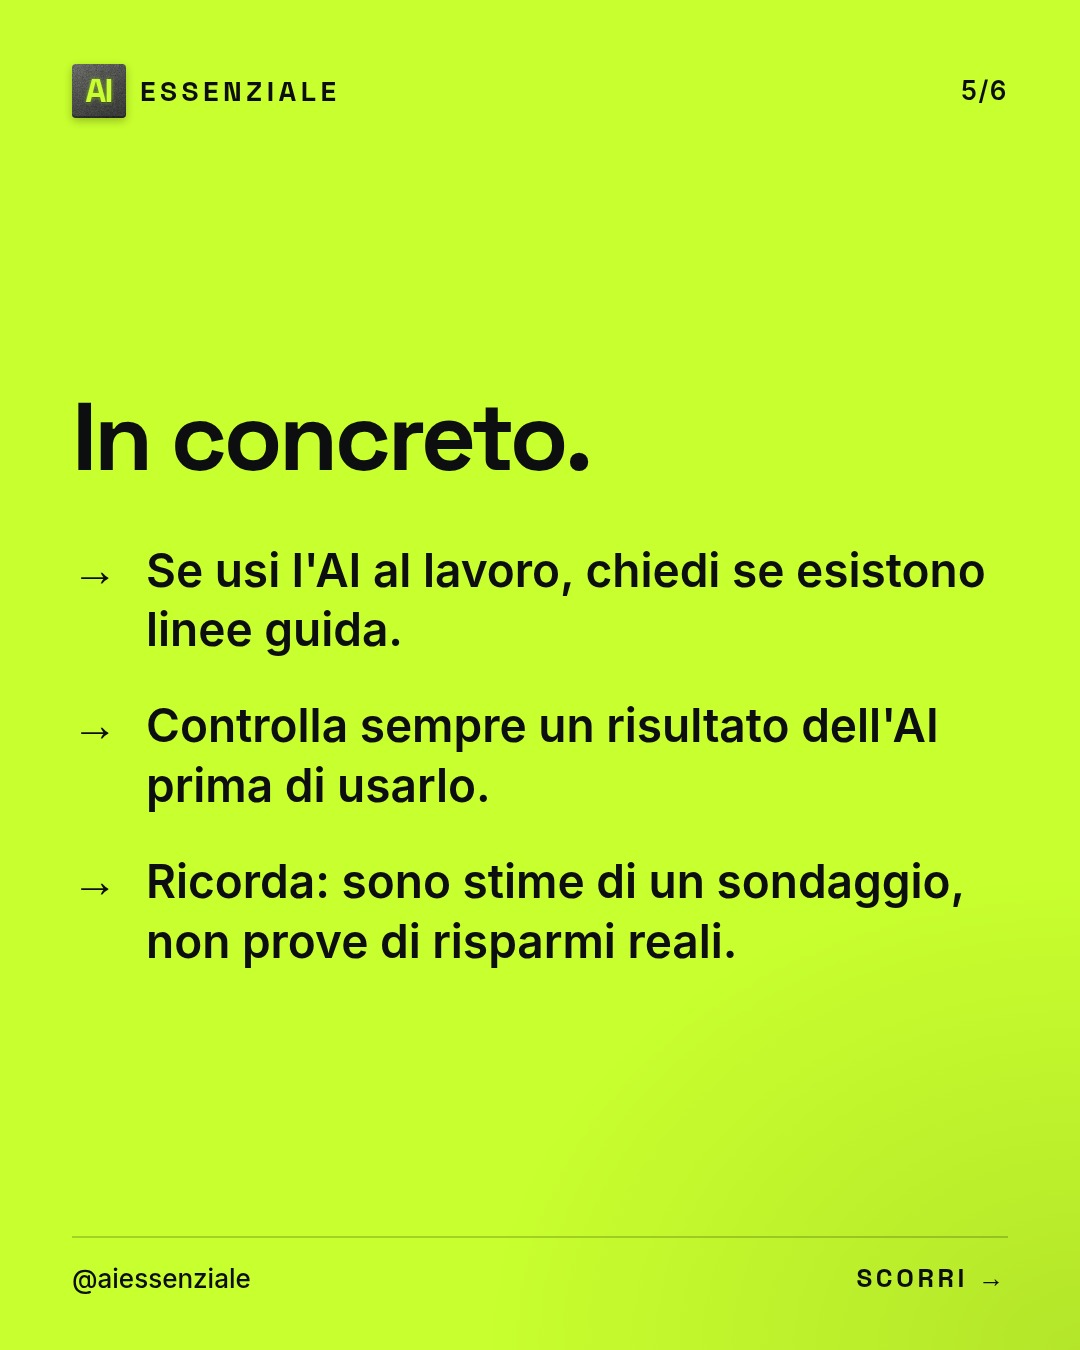 AI ESSENZIALE
5/6
In concreto.
→ Se usi l'AI al lavoro, chiedi se esistono
linee guida.
→ Controlla sempre un risultato dell'AI
prima di usarlo.
→ Ricorda: sono stime di un sondaggio,
non prove di risparmi reali.
@aiessenziale
SCORRI →